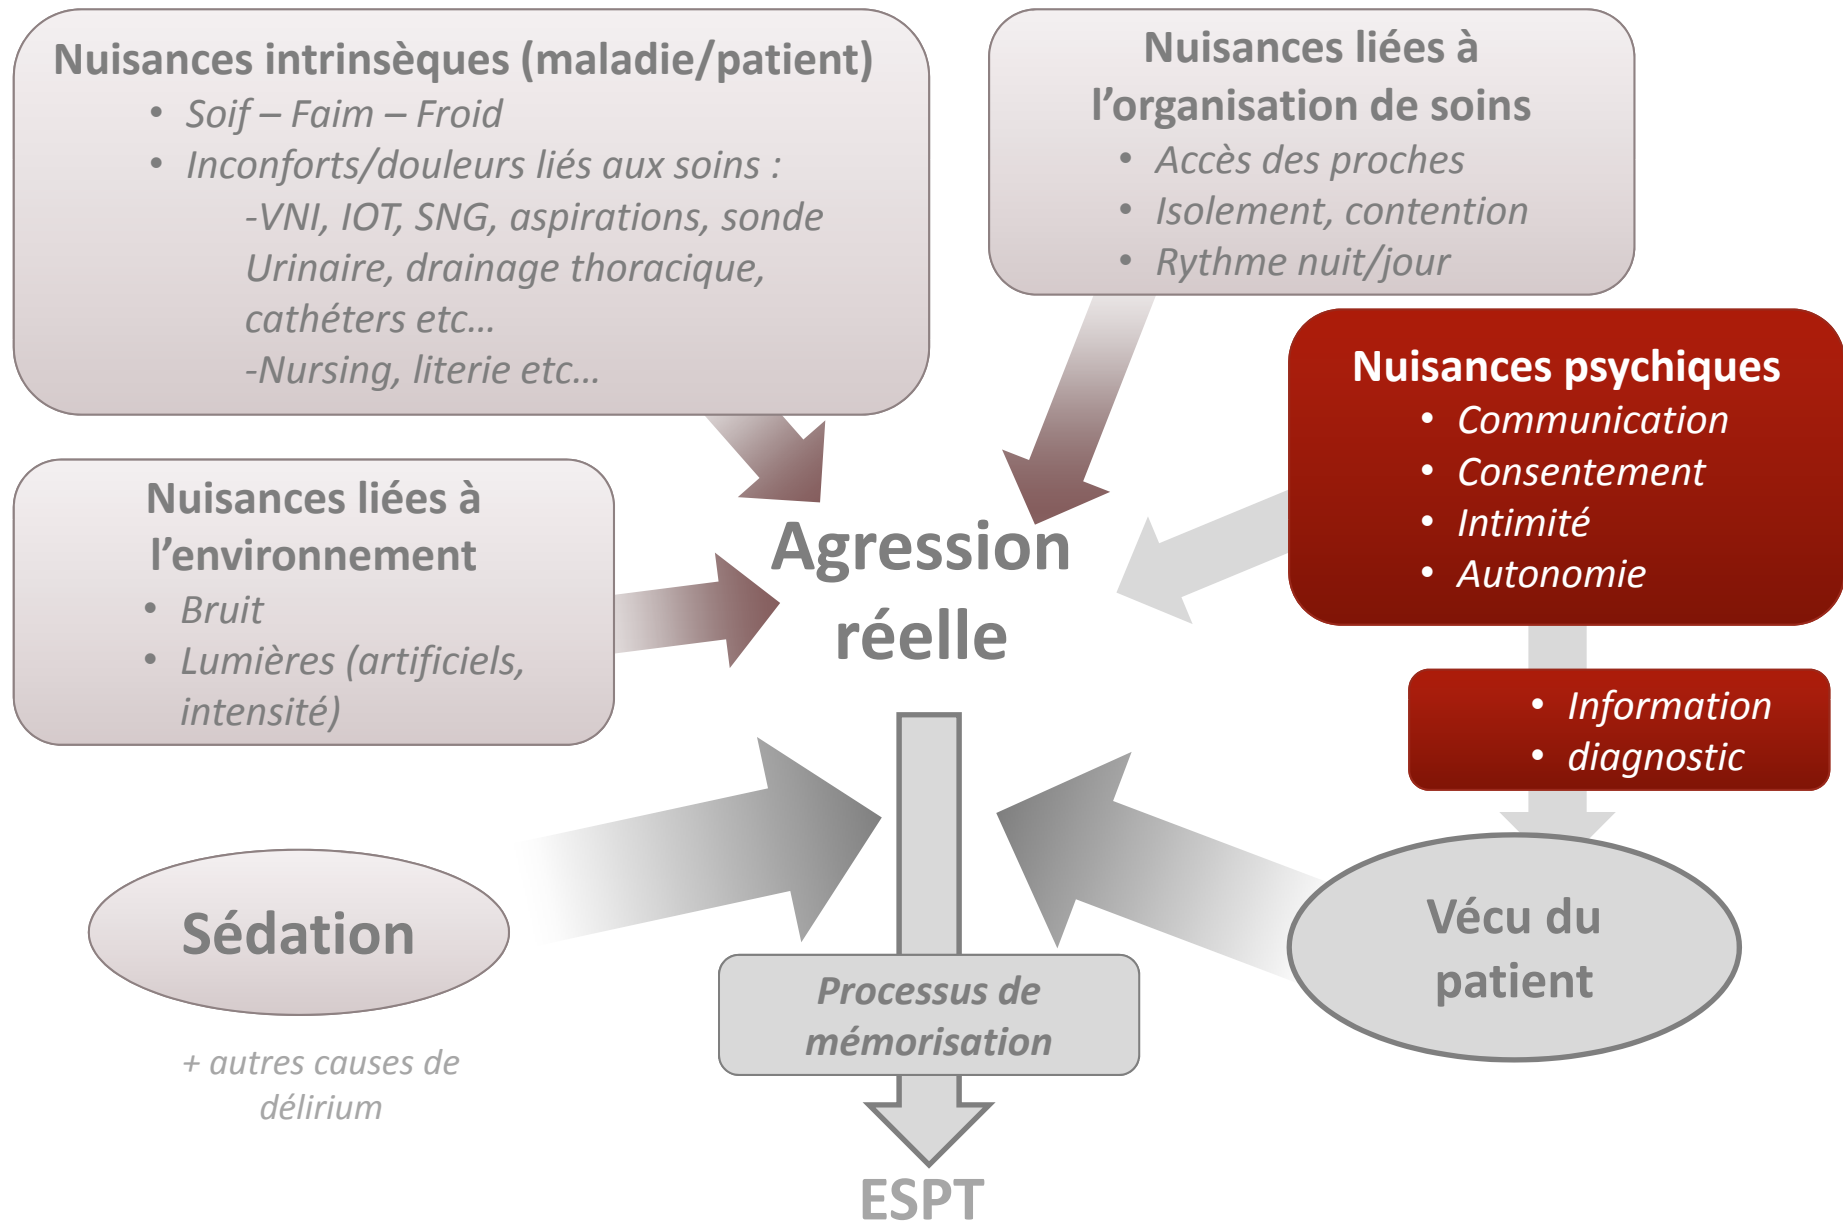 Nuisances intrinsèques (maladie/patient)
• Soif – Faim – Froid
• Inconforts/douleurs liés aux soins :
-VNI, IOT, SNG, aspirations, sonde
Urinaire, drainage thoracique,
cathéters etc...
-Nursing, literie etc...
Nuisances liées à
l’organisation de soins
• Accès des proches
• Isolement, contention
• Rythme nuit/jour
Nuisances psychiques
• Communication
• Consentement
• Intimité
• Autonomie
Nuisances liées à
l’environnement
• Bruit
• Lumières (artificiels,
intensité)
Agression
réelle
• Information
• diagnostic
Sédation
+ autres causes de
délirium
Vécu du
patient
Processus de
mémorisation
ESPT